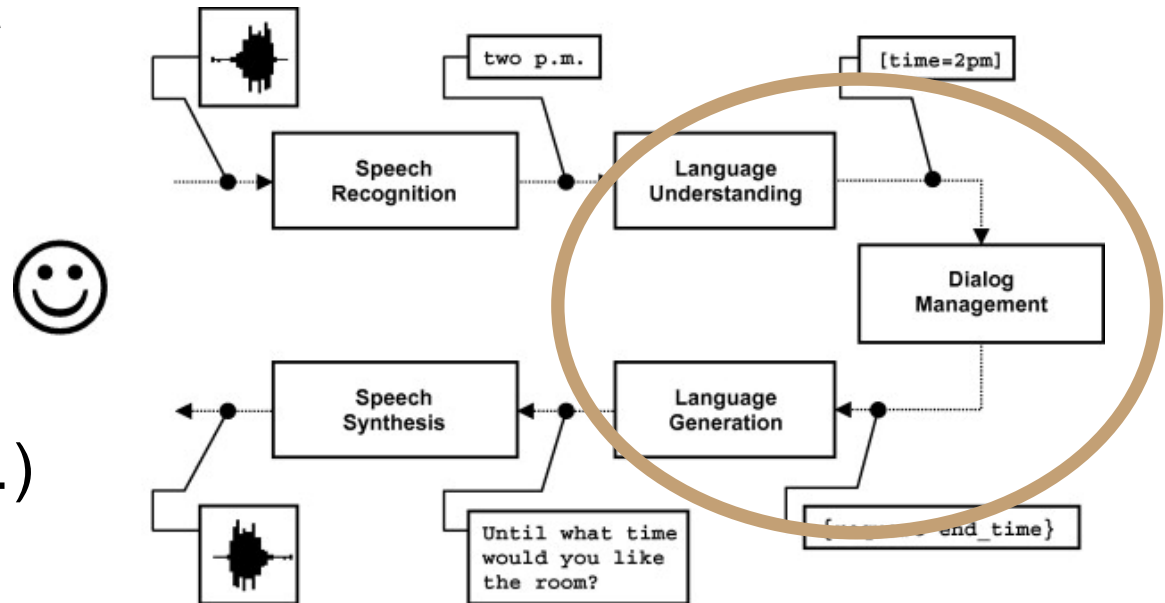 two p.m.
[time=2pm]
Speech
Recognition
Language
Understanding
Dialog
Management
Speech
Synthesis
Language
Generation
.)
Until what time
would you like
the room?
end_time}